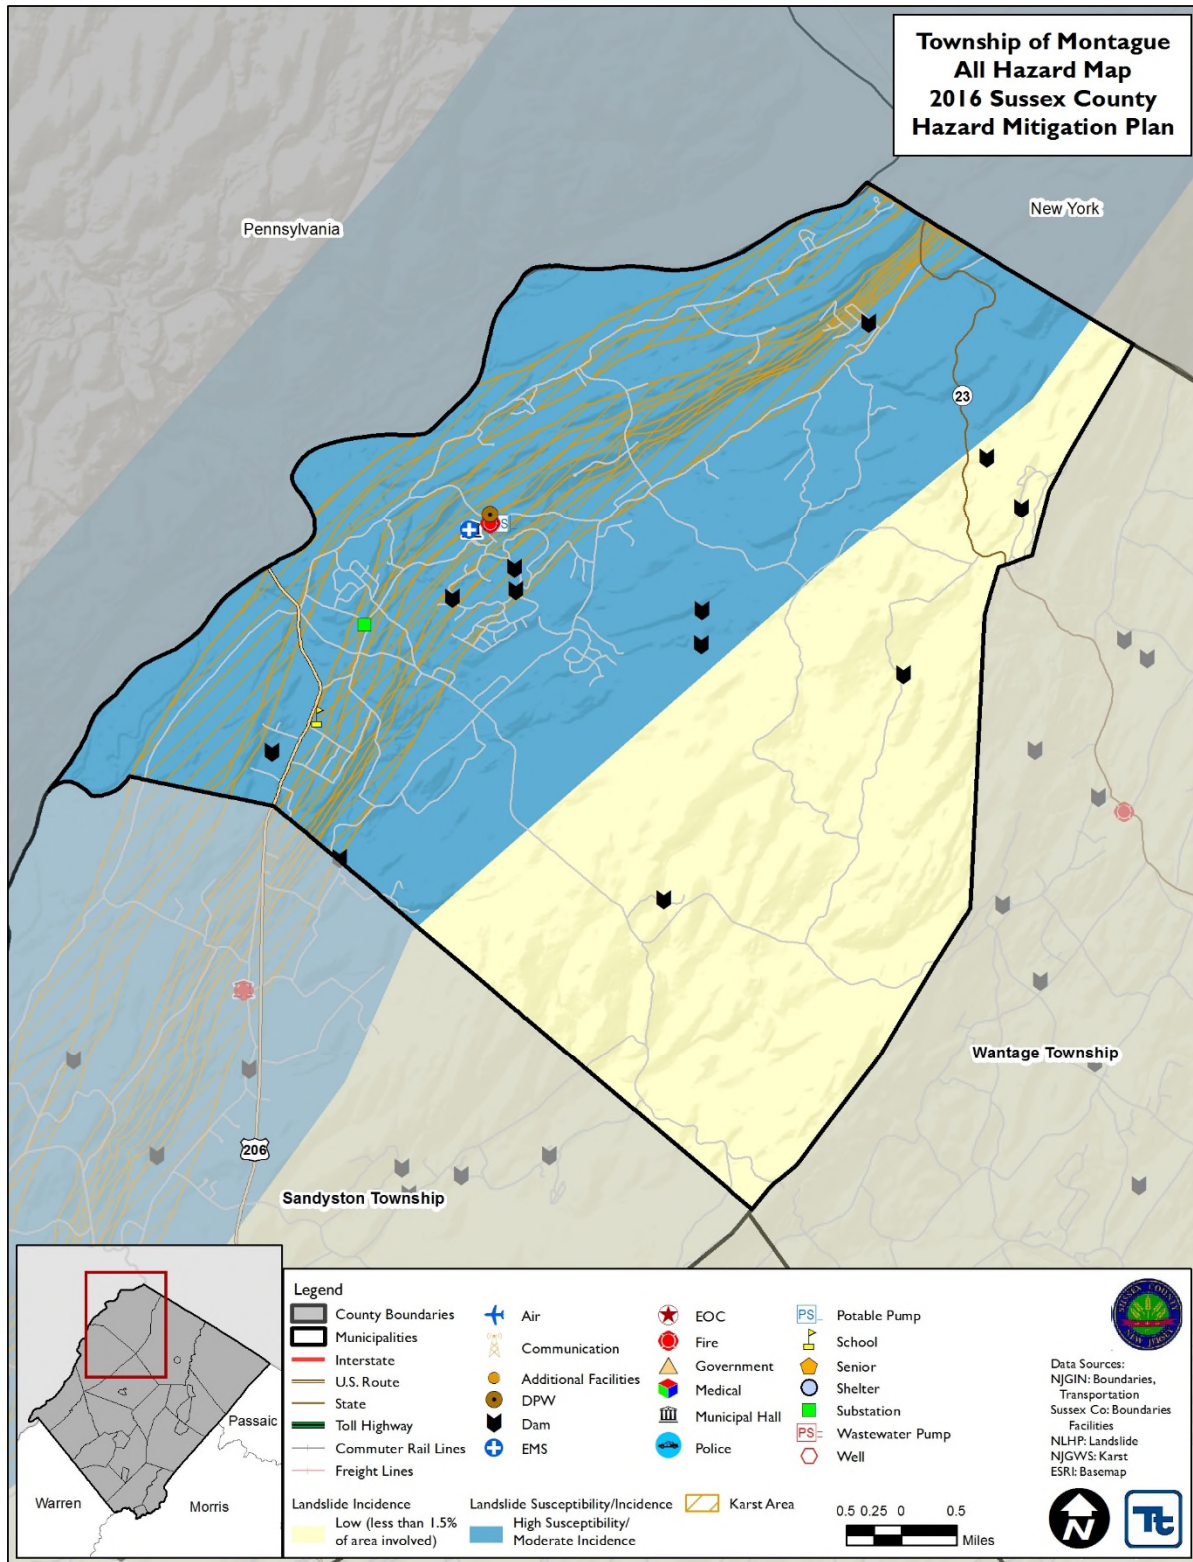 Township of Montague
All Hazard Map
2016 Sussex County
Hazard Mitigation Plan
Pennsylvania
New York
23
Wantage Township
206
Sandyston Township
Warren
Morris
Passaic
Legend
County Boundaries
Municipalities
Interstate
U.S. Route
State
Toll Highway
Commuter Rail Lines
Freight Lines
Air
Communication
Additional Facilities
DPW
Dam
EMS
EOC
Fire
Government
Medical
Municipal Hall
Police
PS Potable Pump
School
Senior
Shelter
Substation
PS Wastewater Pump
Well
Landslide Incidence
Low (less than 1.5%
of area involved)
Landslide Susceptibility/Incidence
High Susceptibility/
Moderate Incidence
Karst Area
0.5 0.25 0 0.5
Miles
SUSSEX COUNTY
NEW JERSEY
Data Sources:
NJGIN: Boundaries,
Transportation
Sussex Co: Boundaries
Facilities
NLHP: Landslide
NJGWS: Karst
ESRI: Basemap
N
Tt